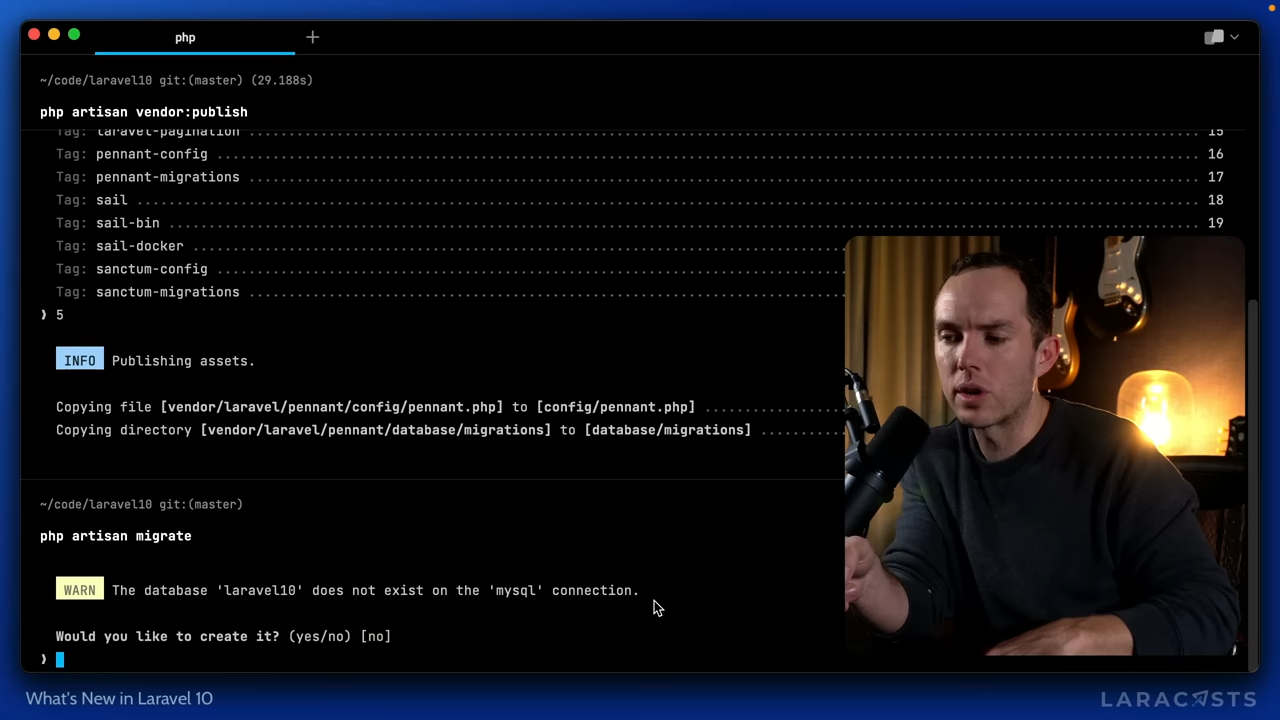 php
~/code/laravel10 git:(master) (29.188s)
php artisan vendor:publish
Tag: laravel-pagination ........ 15
Tag: pennant-config ........ 16
Tag: pennant-migrations ........ 17
Tag: sail ........ 18
Tag: sail-bin ........ 19
Tag: sail-docker ........
Tag: sanctum-config ........
Tag: sanctum-migrations ........
❯ 5
INFO Publishing assets.
Copying file [vendor/laravel/pennant/config/pennant.php] to [config/pennant.php] ........
Copying directory [vendor/laravel/pennant/database/migrations] to [database/migrations] ........
~/code/laravel10 git:(master)
php artisan migrate
WARN The database 'laravel10' does not exist on the 'mysql' connection.
Would you like to create it? (yes/no) [no]
❯
What's New in Laravel 10
LARACASTS